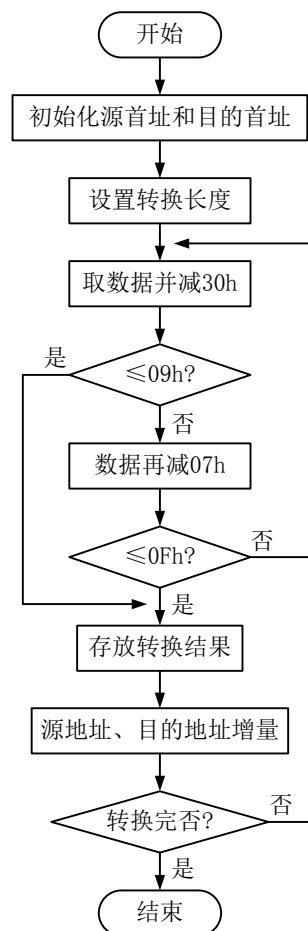 开始
初始化源首址和目的首址
设置转换长度
取数据并减30h
是
≤09h?
否
数据再减07h
≤0Fh?
否
是
存放转换结果
源地址、目的地址增量
转换完否?
否
是
结束